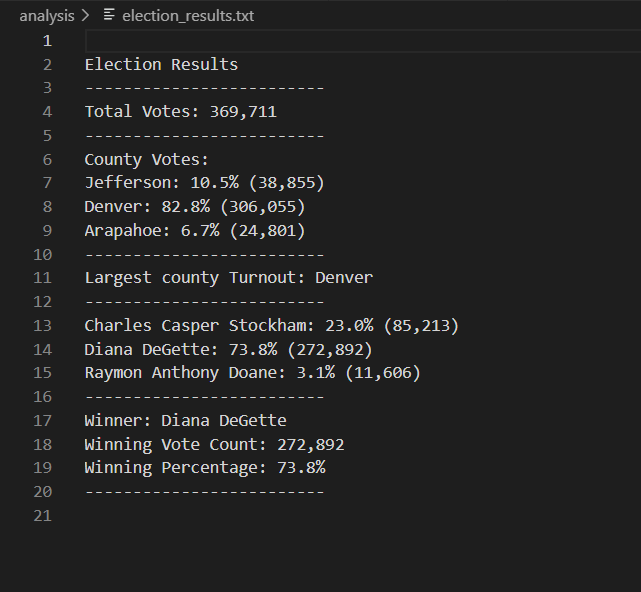 analysis > election_results.txt
1
2 Election Results
3 -------------------------
4 Total Votes: 369,711
5 -------------------------
6 County Votes:
7 Jefferson: 10.5% (38,855)
8 Denver: 82.8% (306,055)
9 Arapahoe: 6.7% (24,801)
10 -------------------------
11 Largest county Turnout: Denver
12 -------------------------
13 Charles Casper Stockham: 23.0% (85,213)
14 Diana DeGette: 73.8% (272,892)
15 Raymon Anthony Doane: 3.1% (11,606)
16 -------------------------
17 Winner: Diana DeGette
18 Winning Vote Count: 272,892
19 Winning Percentage: 73.8%
20 -------------------------
21